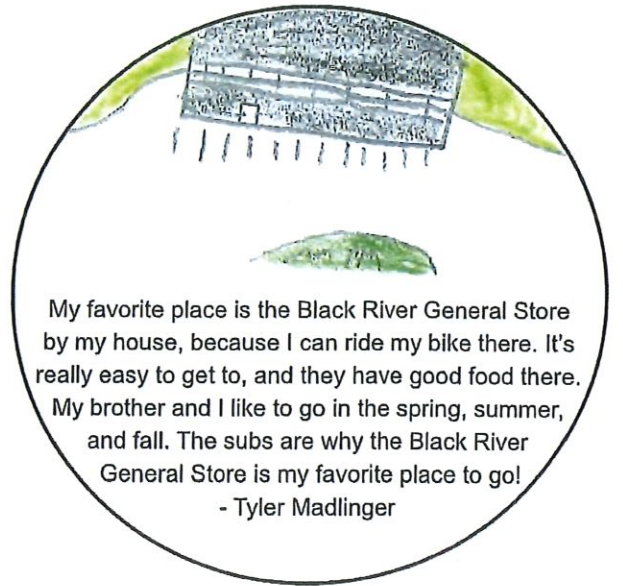 My favorite place is the Black River General Store
by my house, because I can ride my bike there. It's
really easy to get to, and they have good food there.
My brother and I like to go in the spring, summer,
and fall. The subs are why the Black River
General Store is my favorite place to go!
- Tyler Madlinger